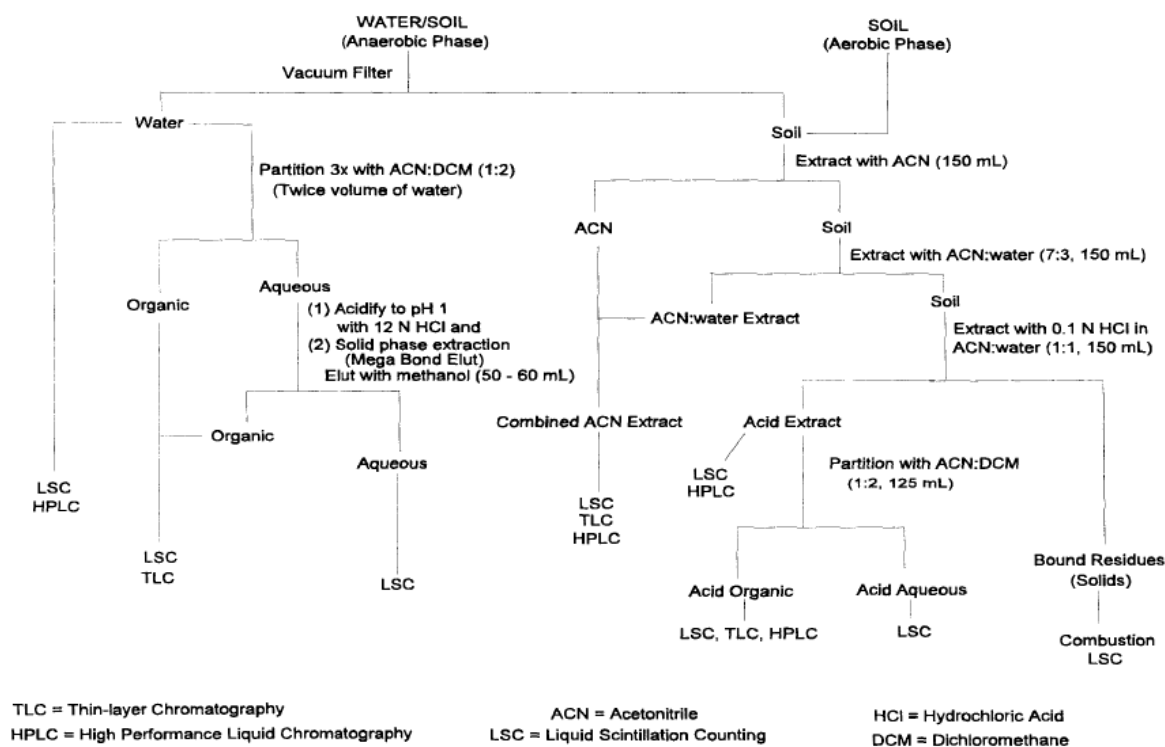 WATER/SOIL
(Anaerobic Phase)
SOIL
(Aerobic Phase)
Vacuum Filter
Water
Soil
Partition 3x with ACN:DCM (1:2)
(Twice volume of water)
Extract with ACN (150 mL)
ACN
Soil
Extract with ACN:water (7:3, 150 mL)
Organic
Aqueous
(1) Acidify to pH 1
with 12 N HCl and
(2) Solid phase extraction
(Mega Bond Elut)
Elut with methanol (50 - 60 mL)
ACN:water Extract
Soil
Extract with 0.1 N HCl in
ACN:water (1:1, 150 mL)
Organic
Aqueous
Combined ACN Extract
Acid Extract
Partition with ACN:DCM
(1:2, 125 mL)
LSC
HPLC
LSC
TLC
LSC
LSC
TLC
HPLC
LSC
HPLC
Acid Organic
Acid Aqueous
Bound Residues
(Solids)
LSC, TLC, HPLC
LSC
Combustion
LSC
TLC = Thin-layer Chromatography
HPLC = High Performance Liquid Chromatography
ACN = Acetonitrile
LSC = Liquid Scintillation Counting
HCl = Hydrochloric Acid
DCM = Dichloromethane